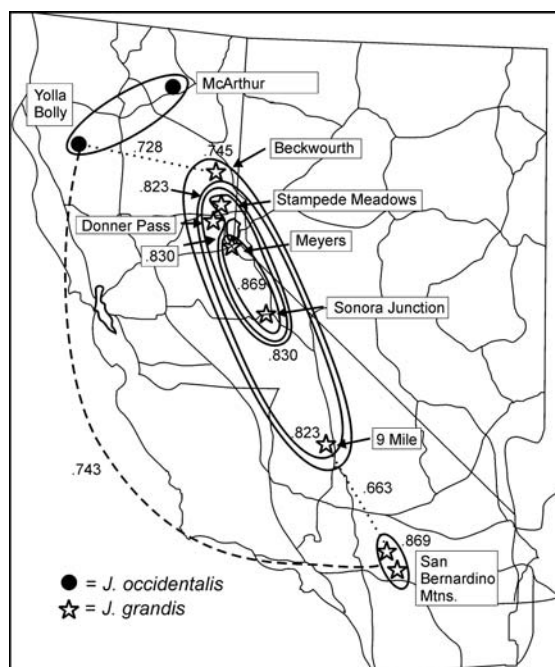 McArthur
Yolla
Bolly
.728
.745
Beckwourth
.823
Stampede Meadows
Donner Pass
Meyers
.830
.869
Sonora Junction
.830
.823
9 Mile
.743
.663
.869
San
Bernardino
Mtns.
= J. occidentalis
= J. grandis